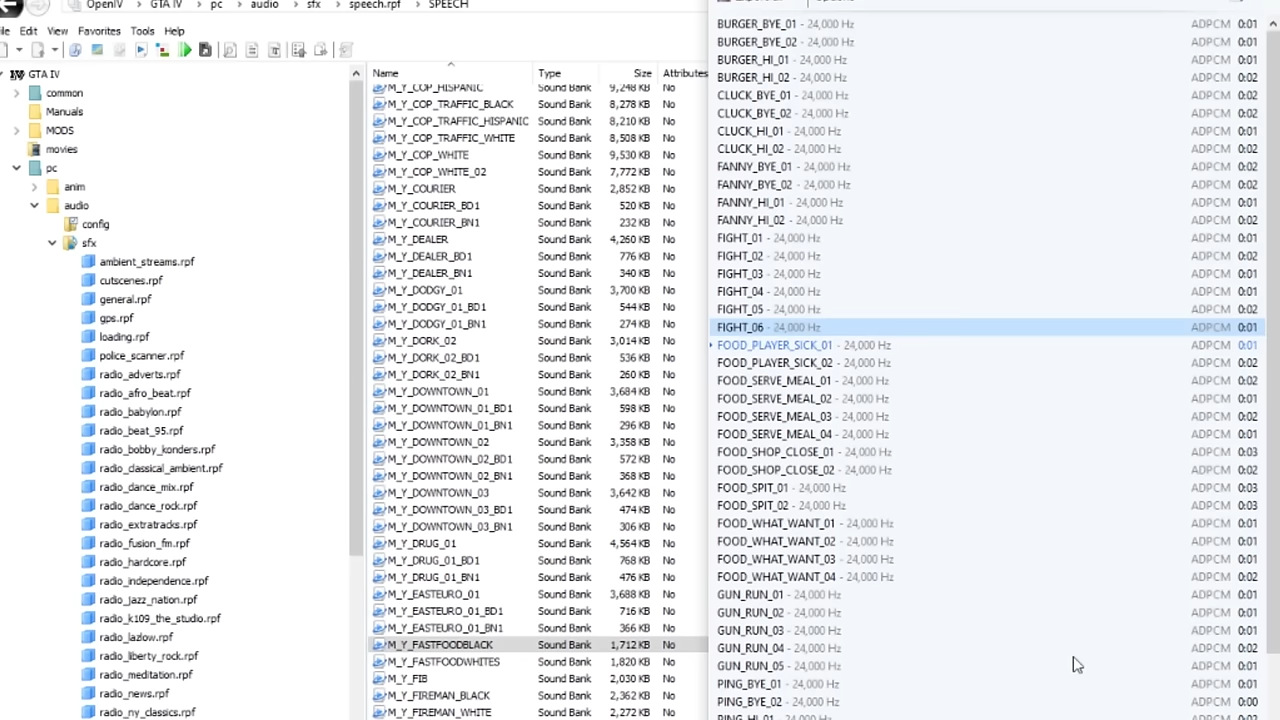 OpenIV › GTA IV › pc › audio › sfx › speech.rpf › SPEECH
Edit View Favorites Tools Help
GTA IV
common
Manuals
MODS
movies
pc
anim
audio
config
sfx
ambient_streams.rpf
cutscenes.rpf
general.rpf
gps.rpf
loading.rpf
police_scanner.rpf
radio_adverts.rpf
radio_afro_beat.rpf
radio_babylon.rpf
radio_beat_95.rpf
radio_bobby_konders.rpf
radio_classical_ambient.rpf
radio_dance_mix.rpf
radio_dance_rock.rpf
radio_extratracks.rpf
radio_fusion_fm.rpf
radio_hardcore.rpf
radio_independence.rpf
radio_jazz_nation.rpf
radio_k109_the_studio.rpf
radio_lazlow.rpf
radio_liberty_rock.rpf
radio_meditation.rpf
radio_news.rpf
radio_ny_classics.rpf
Name Type Size Attributes
M_Y_COP_HISPANIC Sound Bank 9,248 KB No
M_Y_COP_TRAFFIC_BLACK Sound Bank 8,278 KB No
M_Y_COP_TRAFFIC_HISPANIC Sound Bank 8,210 KB No
M_Y_COP_TRAFFIC_WHITE Sound Bank 8,508 KB No
M_Y_COP_WHITE Sound Bank 9,530 KB No
M_Y_COP_WHITE_02 Sound Bank 7,772 KB No
M_Y_COURIER Sound Bank 2,852 KB No
M_Y_COURIER_BD1 Sound Bank 520 KB No
M_Y_COURIER_BN1 Sound Bank 232 KB No
M_Y_DEALER Sound Bank 4,260 KB No
M_Y_DEALER_BD1 Sound Bank 776 KB No
M_Y_DEALER_BN1 Sound Bank 340 KB No
M_Y_DODGY_01 Sound Bank 3,700 KB No
M_Y_DODGY_01_BD1 Sound Bank 544 KB No
M_Y_DODGY_01_BN1 Sound Bank 274 KB No
M_Y_DORK_02 Sound Bank 3,014 KB No
M_Y_DORK_02_BD1 Sound Bank 536 KB No
M_Y_DORK_02_BN1 Sound Bank 260 KB No
M_Y_DOWNTOWN_01 Sound Bank 3,684 KB No
M_Y_DOWNTOWN_01_BD1 Sound Bank 598 KB No
M_Y_DOWNTOWN_01_BN1 Sound Bank 296 KB No
M_Y_DOWNTOWN_02 Sound Bank 3,358 KB No
M_Y_DOWNTOWN_02_BD1 Sound Bank 572 KB No
M_Y_DOWNTOWN_02_BN1 Sound Bank 368 KB No
M_Y_DOWNTOWN_03 Sound Bank 3,642 KB No
M_Y_DOWNTOWN_03_BD1 Sound Bank 474 KB No
M_Y_DOWNTOWN_03_BN1 Sound Bank 306 KB No
M_Y_DRUG_01 Sound Bank 4,564 KB No
M_Y_DRUG_01_BD1 Sound Bank 768 KB No
M_Y_DRUG_01_BN1 Sound Bank 476 KB No
M_Y_EASTEURO_01 Sound Bank 3,688 KB No
M_Y_EASTEURO_01_BD1 Sound Bank 716 KB No
M_Y_EASTEURO_01_BN1 Sound Bank 366 KB No
M_Y_FASTFOODBLACK Sound Bank 1,712 KB No
M_Y_FASTFOODWHITES Sound Bank 1,820 KB No
M_Y_FIB Sound Bank 2,030 KB No
M_Y_FIREMAN_BLACK Sound Bank 2,362 KB No
M_Y_FIREMAN_WHITE Sound Bank 2,272 KB No
BURGER_BYE_01 - 24,000 Hz ADPCM 0:01
BURGER_BYE_02 - 24,000 Hz ADPCM 0:01
BURGER_HI_01 - 24,000 Hz ADPCM 0:01
BURGER_HI_02 - 24,000 Hz ADPCM 0:01
CLUCK_BYE_01 - 24,000 Hz ADPCM 0:02
CLUCK_BYE_02 - 24,000 Hz ADPCM 0:02
CLUCK_HI_01 - 24,000 Hz ADPCM 0:01
CLUCK_HI_02 - 24,000 Hz ADPCM 0:02
FANNY_BYE_01 - 24,000 Hz ADPCM 0:02
FANNY_BYE_02 - 24,000 Hz ADPCM 0:02
FANNY_HI_01 - 24,000 Hz ADPCM 0:01
FANNY_HI_02 - 24,000 Hz ADPCM 0:02
FIGHT_01 - 24,000 Hz ADPCM 0:01
FIGHT_02 - 24,000 Hz ADPCM 0:02
FIGHT_03 - 24,000 Hz ADPCM 0:01
FIGHT_04 - 24,000 Hz ADPCM 0:01
FIGHT_05 - 24,000 Hz ADPCM 0:02
FIGHT_06 - 24,000 Hz ADPCM 0:01
FOOD_PLAYER_SICK_01 - 24,000 Hz ADPCM 0:01
FOOD_PLAYER_SICK_02 - 24,000 Hz ADPCM 0:02
FOOD_SERVE_MEAL_01 - 24,000 Hz ADPCM 0:01
FOOD_SERVE_MEAL_02 - 24,000 Hz ADPCM 0:01
FOOD_SERVE_MEAL_03 - 24,000 Hz ADPCM 0:02
FOOD_SERVE_MEAL_04 - 24,000 Hz ADPCM 0:01
FOOD_SHOP_CLOSE_01 - 24,000 Hz ADPCM 0:03
FOOD_SHOP_CLOSE_02 - 24,000 Hz ADPCM 0:02
FOOD_SPIT_01 - 24,000 Hz ADPCM 0:03
FOOD_SPIT_02 - 24,000 Hz ADPCM 0:03
FOOD_WHAT_WANT_01 - 24,000 Hz ADPCM 0:01
FOOD_WHAT_WANT_02 - 24,000 Hz ADPCM 0:01
FOOD_WHAT_WANT_03 - 24,000 Hz ADPCM 0:01
FOOD_WHAT_WANT_04 - 24,000 Hz ADPCM 0:02
GUN_RUN_01 - 24,000 Hz ADPCM 0:01
GUN_RUN_02 - 24,000 Hz ADPCM 0:01
GUN_RUN_03 - 24,000 Hz ADPCM 0:01
GUN_RUN_04 - 24,000 Hz ADPCM 0:02
GUN_RUN_05 - 24,000 Hz ADPCM 0:01
PING_BYE_01 - 24,000 Hz ADPCM 0:01
PING_BYE_02 - 24,000 Hz ADPCM 0:00